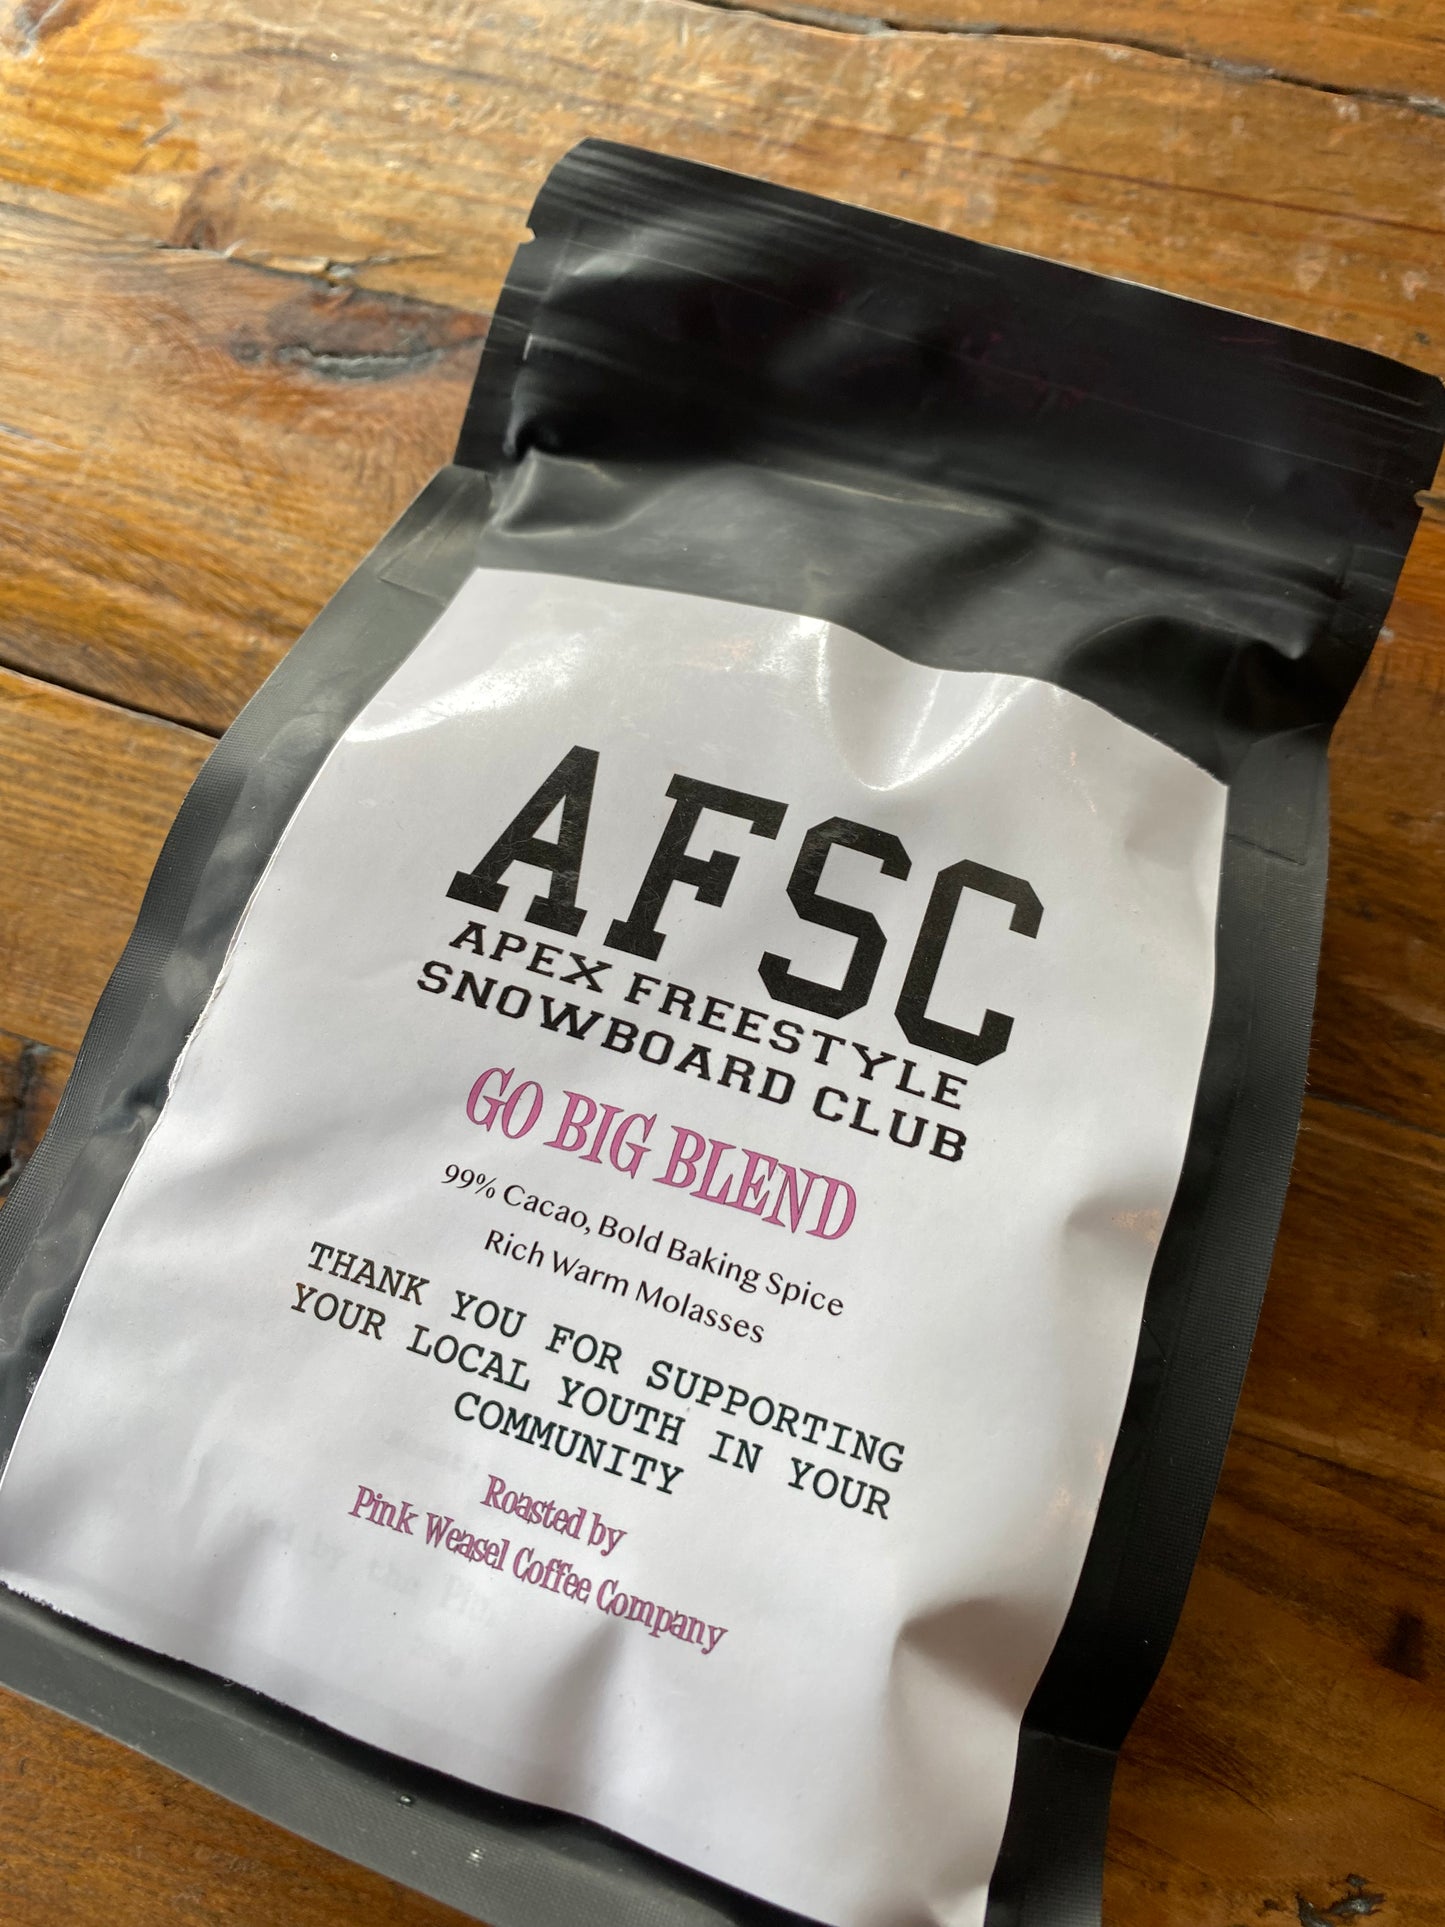 AFSC
APEX FREESTYLE
SNOWBOARD CLUB
GO BIG BLEND
99% Cacao, Bold Baking Spice
Rich Warm Molasses
THANK YOU FOR SUPPORTING
YOUR LOCAL YOUTH IN YOUR
COMMUNITY
Roasted by
Pink Weasel Coffee Company